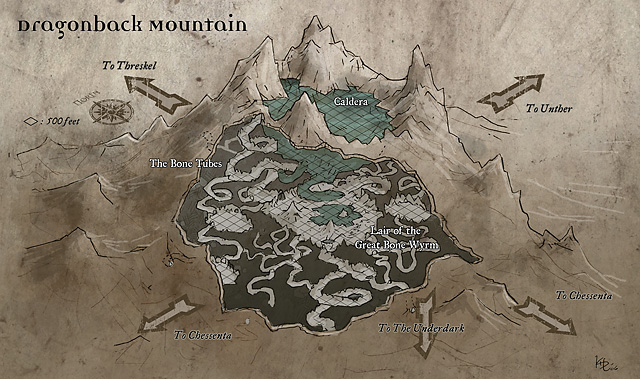 Dragonback Mountain
To Threskel
North
: 500 feet
Caldera
To Unther
The Bone Tubes
Lair of the
Great Bone Wyrm
To Chessenta
To The Underdark
To Chessenta